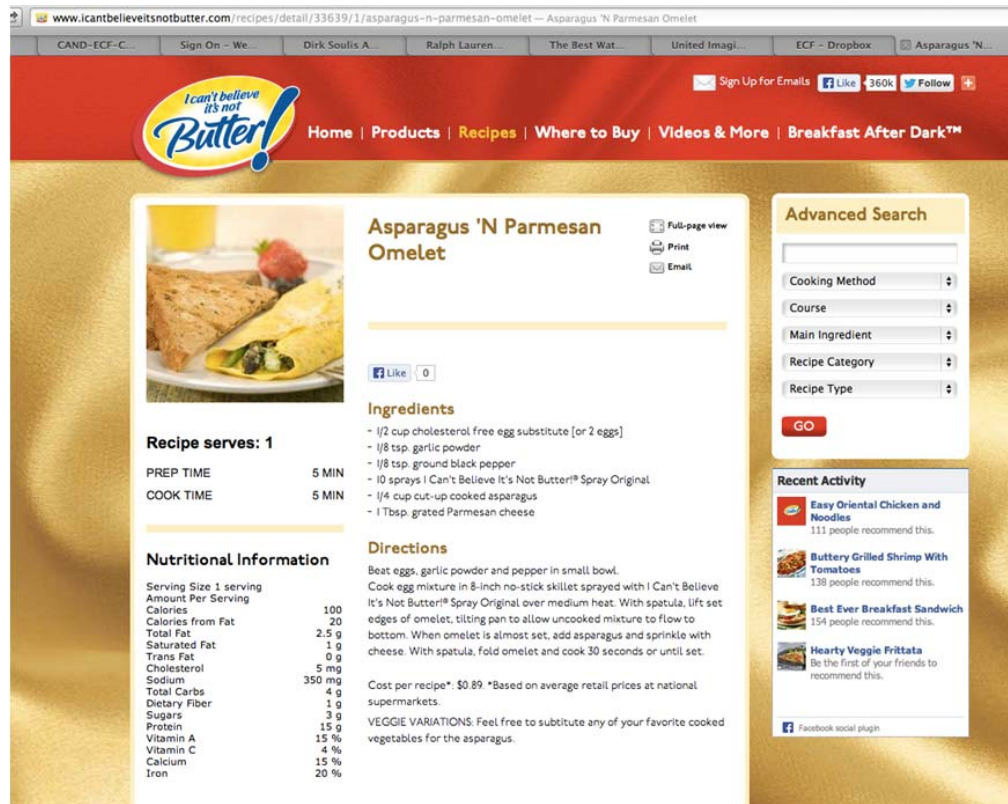 www.icantbelieveitsnotbutter.com/recipes/detail/33639/1/asparagus-n-parmesan-omelet — Asparagus 'N Parmesan Omelet
CAND-ECF-C... Sign On – We... Dirk Soulis A... Ralph Lauren... The Best Wat... United Imagi... ECF – Dropbox Asparagus 'N...
Sign Up for Emails Like 360k Follow
I can't believe
it's not
Butter!
Home | Products | Recipes | Where to Buy | Videos & More | Breakfast After Dark™
Asparagus 'N Parmesan
Omelet
Full-page view
Print
Email
Like 0
Recipe serves: 1
PREP TIME 5 MIN
COOK TIME 5 MIN
Nutritional Information
Serving Size 1 serving
Amount Per Serving
Calories 100
Calories from Fat 20
Total Fat 2.5 g
Saturated Fat 1 g
Trans Fat 0 g
Cholesterol 5 mg
Sodium 350 mg
Total Carbs 4 g
Dietary Fiber 1 g
Sugars 3 g
Protein 15 g
Vitamin A 15 %
Vitamin C 4 %
Calcium 15 %
Iron 20 %
Ingredients
- 1/2 cup cholesterol free egg substitute [or 2 eggs]
- 1/8 tsp. garlic powder
- 1/8 tsp. ground black pepper
- 10 sprays I Can't Believe It's Not Butter!® Spray Original
- 1/4 cup cut-up cooked asparagus
- 1 Tbsp. grated Parmesan cheese
Directions
Beat eggs, garlic powder and pepper in small bowl.
Cook egg mixture in 8-inch no-stick skillet sprayed with I Can't Believe
It's Not Butter!® Spray Original over medium heat. With spatula, lift set
edges of omelet, tilting pan to allow uncooked mixture to flow to
bottom. When omelet is almost set, add asparagus and sprinkle with
cheese. With spatula, fold omelet and cook 30 seconds or until set.
Cost per recipe*: $0.89. *Based on average retail prices at national
supermarkets.
VEGGIE VARIATIONS: Feel free to subtitute any of your favorite cooked
vegetables for the asparagus.
Advanced Search
Cooking Method
Course
Main Ingredient
Recipe Category
Recipe Type
GO
Recent Activity
Easy Oriental Chicken and
Noodles
111 people recommend this.
Buttery Grilled Shrimp With
Tomatoes
138 people recommend this.
Best Ever Breakfast Sandwich
154 people recommend this.
Hearty Veggie Frittata
Be the first of your friends to
recommend this.
Facebook social plugin